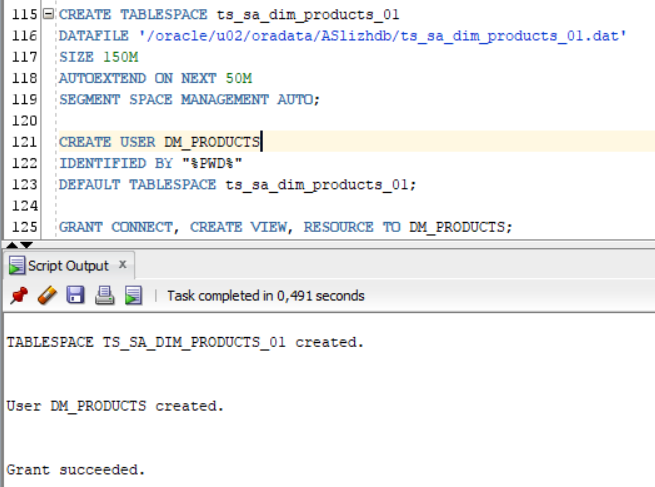 115 CREATE TABLESPACE ts_sa_dim_products_01
116 DATAFILE '/oracle/u02/oradata/ASlizhdb/ts_sa_dim_products_01.dat'
117 SIZE 150M
118 AUTOEXTEND ON NEXT 50M
119 SEGMENT SPACE MANAGEMENT AUTO;
120
121 CREATE USER DM_PRODUCTS
122 IDENTIFIED BY "%PWD%"
123 DEFAULT TABLESPACE ts_sa_dim_products_01;
124
125 GRANT CONNECT, CREATE VIEW, RESOURCE TO DM_PRODUCTS;
Script Output x
Task completed in 0,491 seconds
TABLESPACE TS_SA_DIM_PRODUCTS_01 created.
User DM_PRODUCTS created.
Grant succeeded.